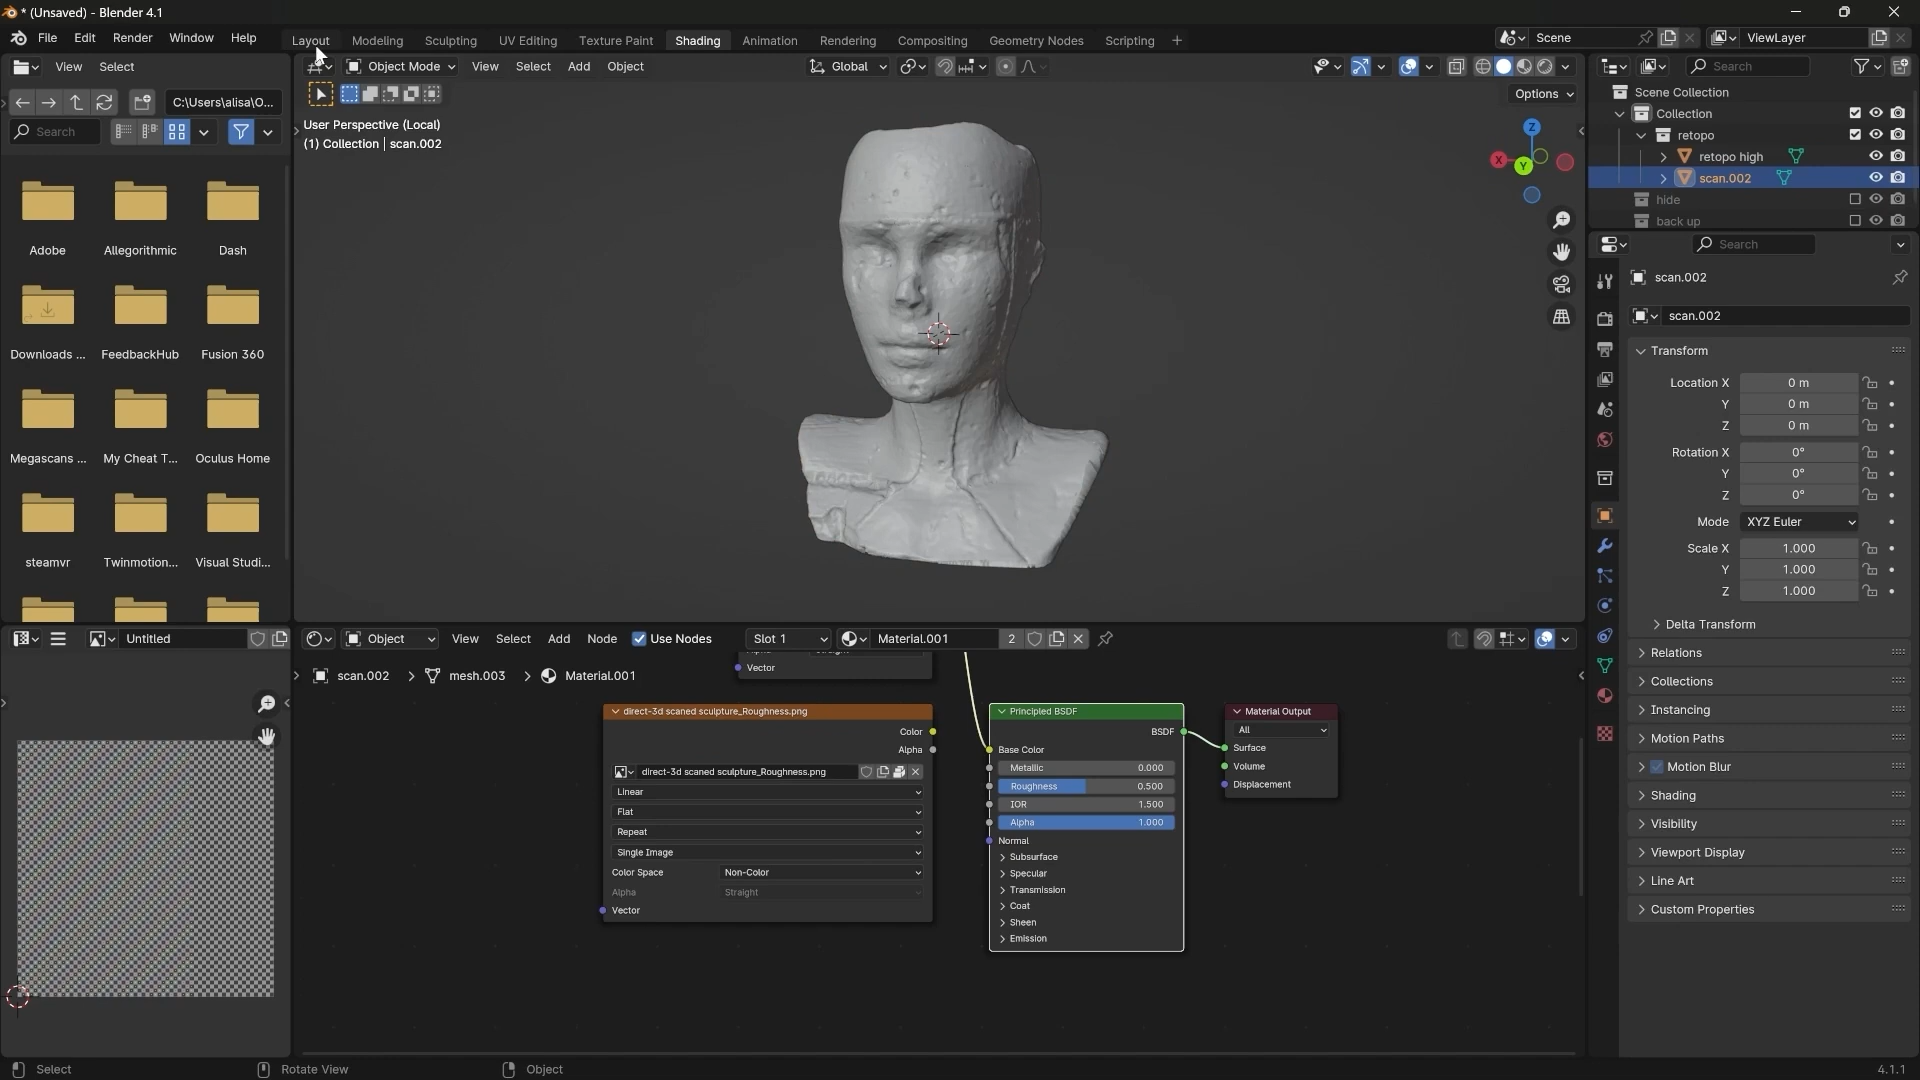 * (Unsaved) - Blender 4.1
File Edit Render Window Help
Layout Modeling Sculpting UV Editing Texture Paint Shading Animation Rendering Compositing Geometry Nodes Scripting +
Scene
ViewLayer
View Select
Object Mode View Select Add Object
Global
Search
C:\Users\alisa\O...
Options
Search
User Perspective (Local)
(1) Collection | scan.002
Z
X
Y
Scene Collection
Collection
retopo
retopo high
scan.002
hide
back up
Search
Adobe Allegorithmic Dash
Downloads ... FeedbackHub Fusion 360
Megascans ... My Cheat T... Oculus Home
steamvr Twinmotion... Visual Studi...
scan.002
scan.002
Transform
Location X 0 m
Y 0 m
Z 0 m
Rotation X 0°
Y 0°
Z 0°
Mode XYZ Euler
Scale X 1.000
Y 1.000
Z 1.000
Delta Transform
Relations
Collections
Instancing
Motion Paths
Motion Blur
Shading
Visibility
Viewport Display
Line Art
Custom Properties
Untitled
Object View Select Add Node Use Nodes Slot 1 Material.001 2
scan.002 > mesh.003 > Material.001
Vector
direct-3d scaned sculpture_Roughness.png
Color
Alpha
direct-3d scaned sculpture_Roughness.png
Linear
Flat
Repeat
Single Image
Color Space Non-Color
Alpha Straight
Vector
Principled BSDF
BSDF
Base Color
Metallic 0.000
Roughness 0.500
IOR 1.500
Alpha 1.000
Normal
Subsurface
Specular
Transmission
Coat
Sheen
Emission
Material Output
All
Surface
Volume
Displacement
Select Rotate View Object
4.1.1